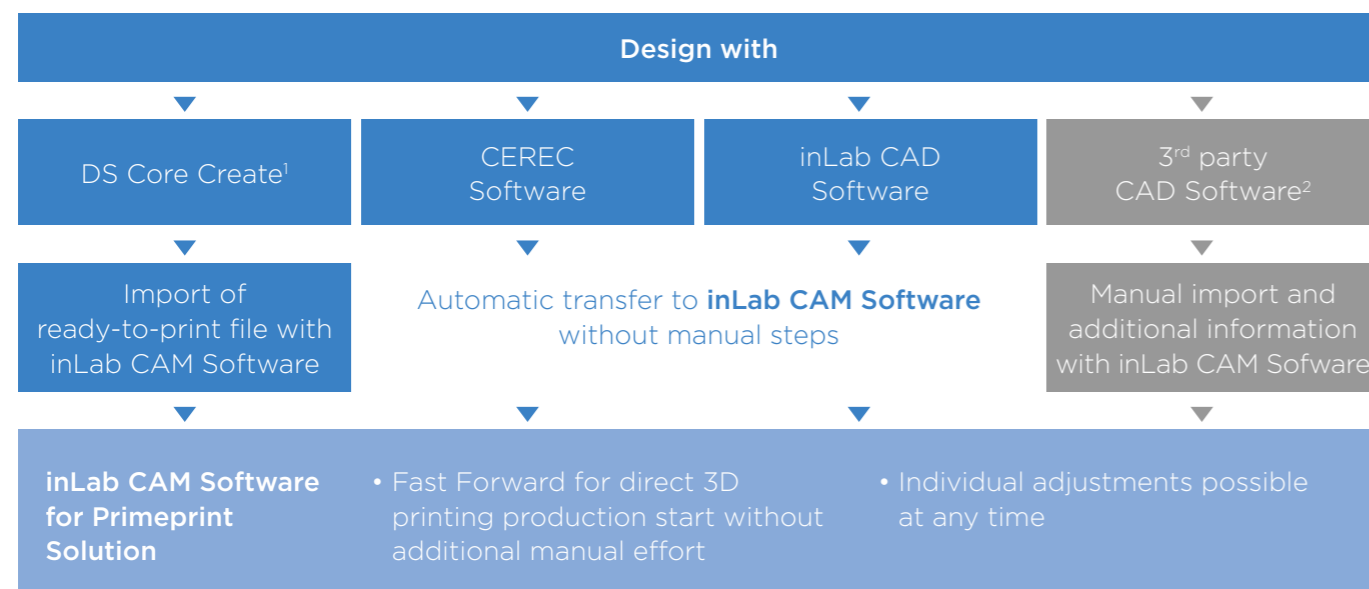 Design with
DS Core Create¹
CEREC
Software
inLab CAD
Software
3ʳᵈ party
CAD Software²
Import of
ready-to-print file with
inLab CAM Software
Automatic transfer to inLab CAM Software
without manual steps
Manual import and
additional information
with inLab CAM Sofware
inLab CAM Software
for Primeprint
Solution
• Fast Forward for direct 3D
printing production start without
additional manual effort
• Individual adjustments possible
at any time